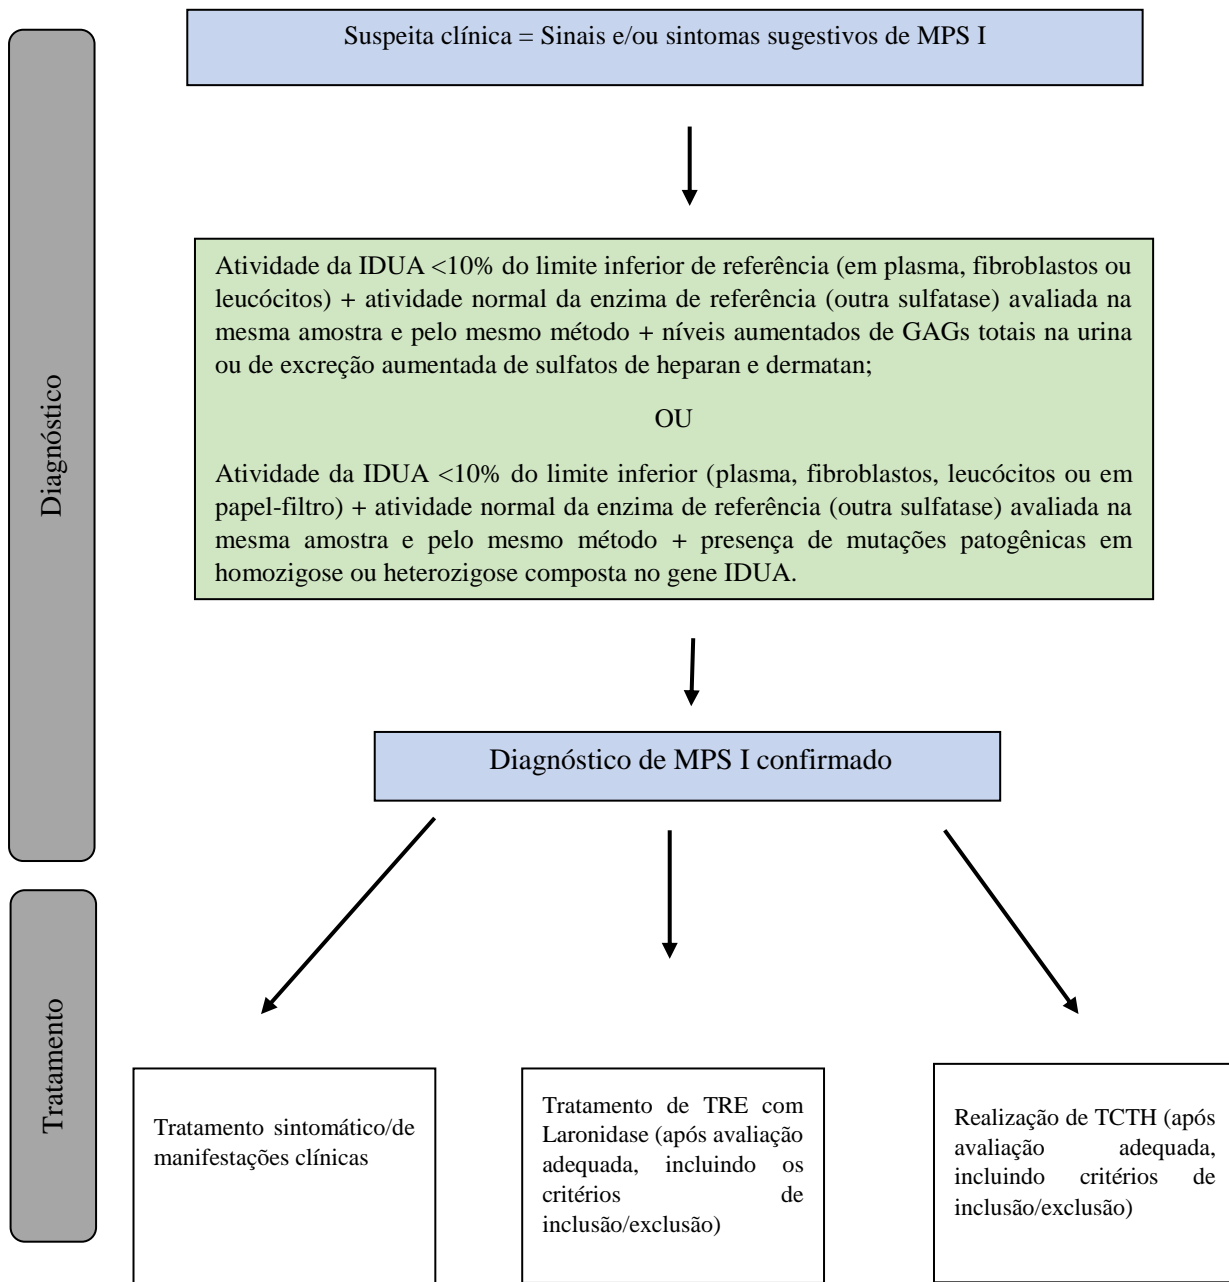 Suspeita clínica = Sinais e/ou sintomas sugestivos de MPS I
Diagnóstico
Atividade da IDUA <10% do limite inferior de referência (em plasma, fibroblastos ou
leucócitos) + atividade normal da enzima de referência (outra sulfatase) avaliada na
mesma amostra e pelo mesmo método + níveis aumentados de GAGs totais na urina
ou de excreção aumentada de sulfatos de heparan e dermatan;
OU
Atividade da IDUA <10% do limite inferior (plasma, fibroblastos, leucócitos ou em
papel-filtro) + atividade normal da enzima de referência (outra sulfatase) avaliada na
mesma amostra e pelo mesmo método + presença de mutações patogênicas em
homozigose ou heterozigose composta no gene IDUA.
Diagnóstico de MPS I confirmado
Tratamento
Tratamento sintomático/de
manifestações clínicas
Tratamento de TRE com
Laronidase (após avaliação
adequada, incluindo os
critérios de
inclusão/exclusão)
Realização de TCTH (após
avaliação adequada,
incluindo critérios de
inclusão/exclusão)